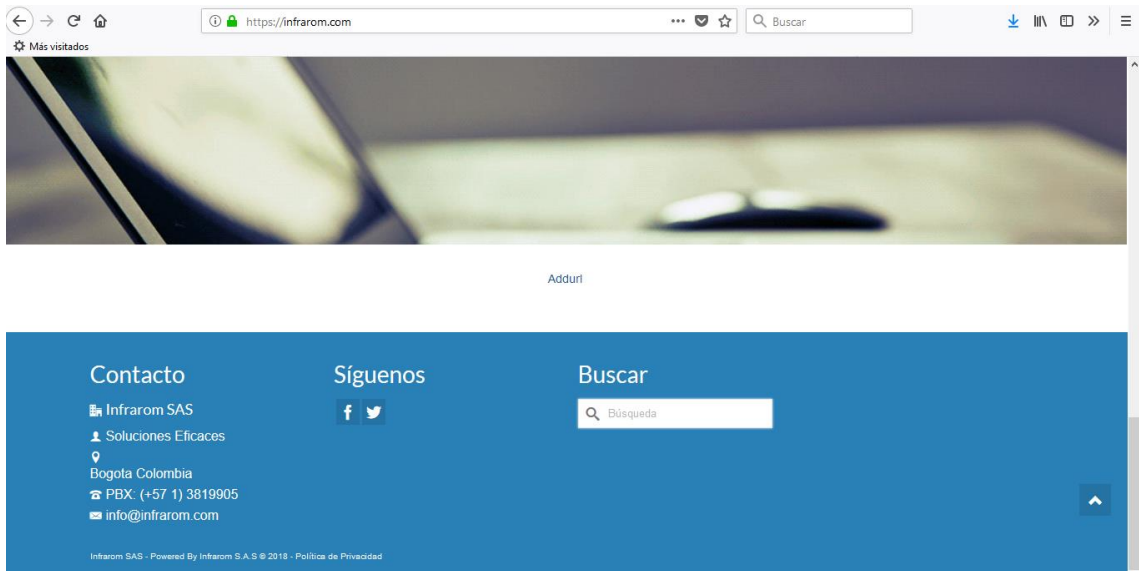 https://infrarom.com
Buscar
Más visitados
Addurl
Contacto
Infrarom SAS
Soluciones Eficaces
Bogota Colombia
PBX: (+57 1) 3819905
info@infrarom.com
Síguenos
Buscar
Búsqueda
Infrarom SAS - Powered By Infrarom S.A.S © 2018 - Política de Privacidad